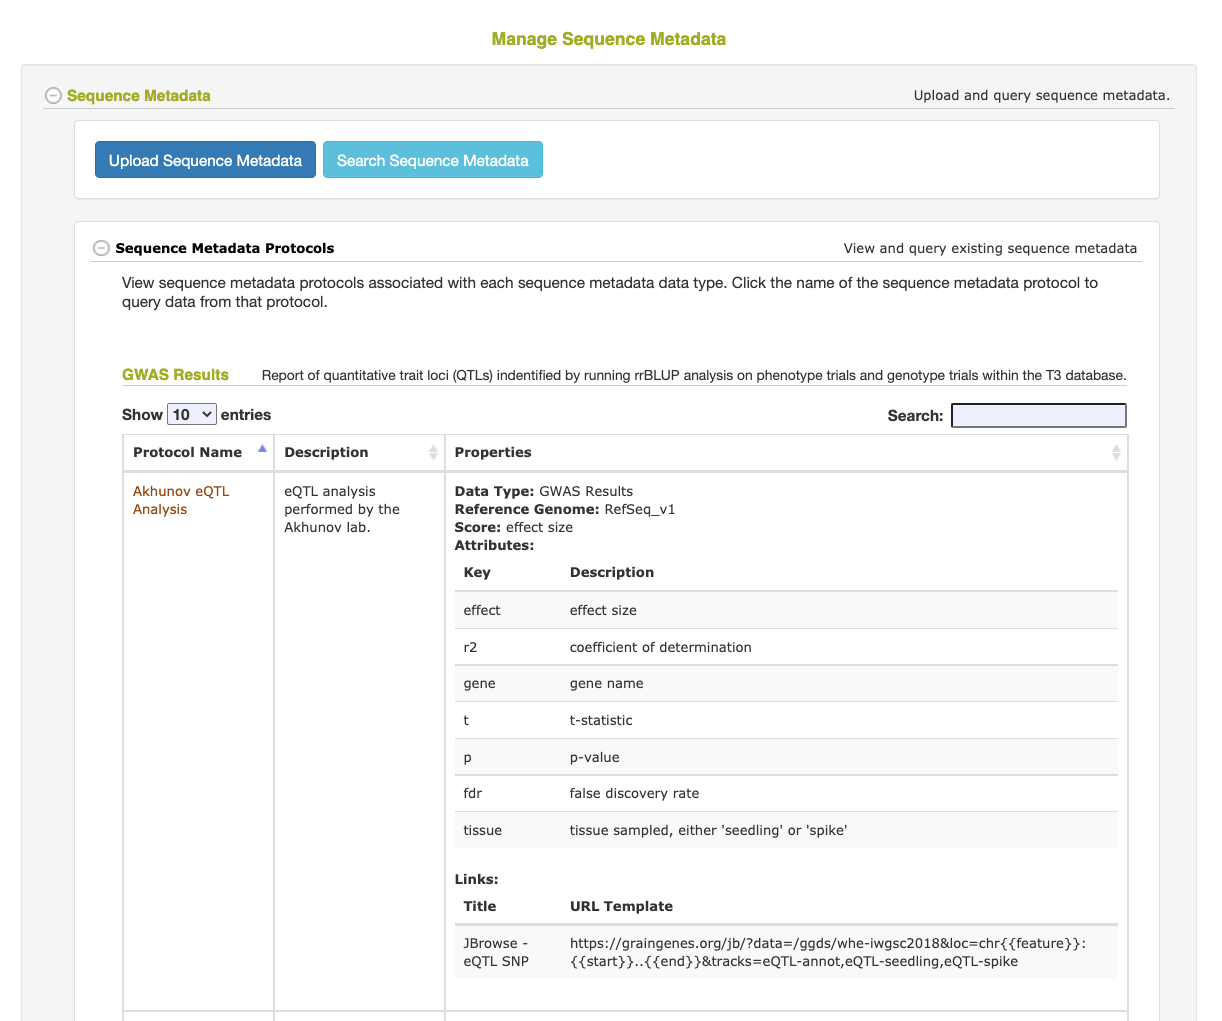 Manage Sequence Metadata
Sequence Metadata
Upload and query sequence metadata.
Upload Sequence Metadata
Search Sequence Metadata
Sequence Metadata Protocols
View and query existing sequence metadata
View sequence metadata protocols associated with each sequence metadata data type. Click the name of the sequence metadata protocol to
query data from that protocol.
GWAS Results
Report of quantitative trait loci (QTLs) indentified by running rrBLUP analysis on phenotype trials and genotype trials within the T3 database.
Show 10 entries
Search:
Protocol Name
Description
Properties
Akhunov eQTL
Analysis
eQTL analysis
performed by the
Akhunov lab.
Data Type: GWAS Results
Reference Genome: RefSeq_v1
Score: effect size
Attributes:
Key Description
effect effect size
r2 coefficient of determination
gene gene name
t t-statistic
p p-value
fdr false discovery rate
tissue tissue sampled, either 'seedling' or 'spike'
Links:
Title URL Template
JBrowse -
eQTL SNP
https://graingenes.org/jb/?data=/ggds/whe-iwgsc2018&loc=chr{{feature}}:
{{start}}..{{end}}&tracks=eQTL-annot,eQTL-seedling,eQTL-spike